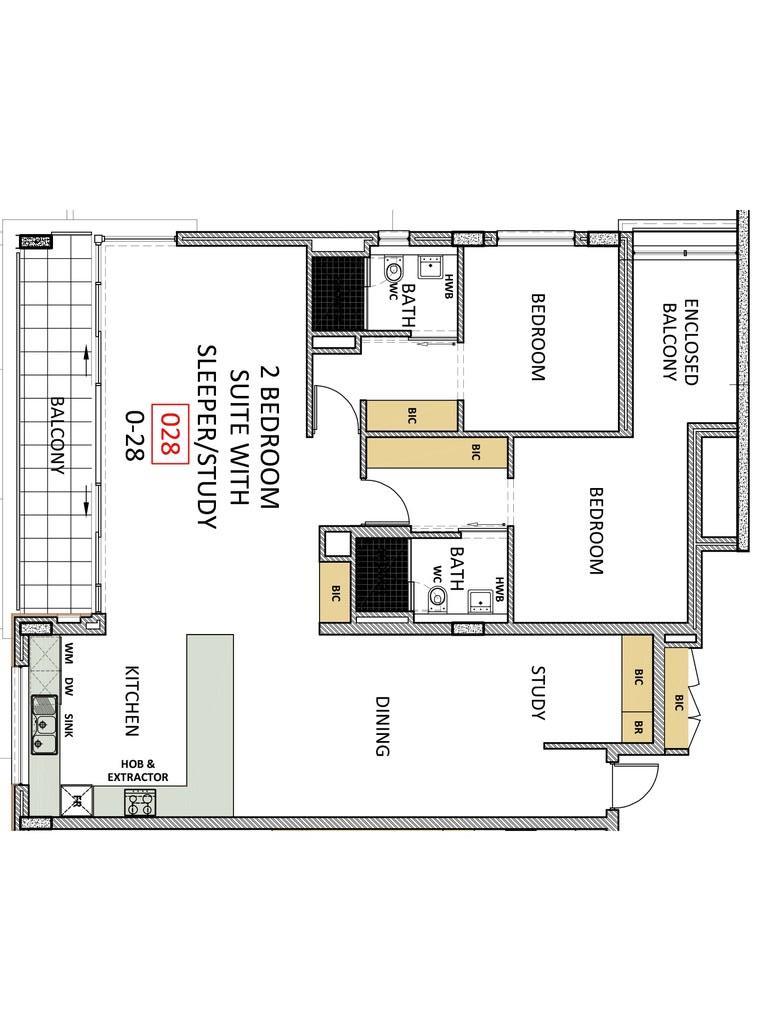 ENCLOSED
BALCONY
HWB
BATH
WC
BEDROOM
BIC
BIC
BEDROOM
HWB
BATH
WC
BIC
2 BEDROOM
SUITE WITH
SLEEPER/STUDY
028
0-28
BALCONY
BIC
BR
BIC
STUDY
DINING
KITCHEN
WM
DW
SINK
HOB &
EXTRACTOR
FR